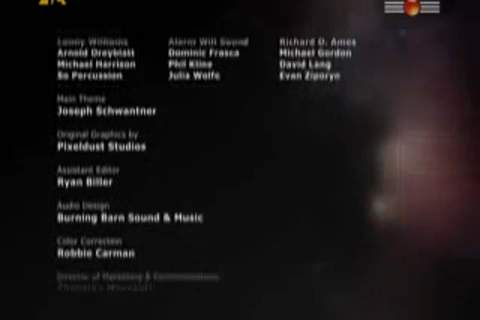 Lenny Williams Alarm Will Sound Richard D. Ames
Arnold Dreyblatt Dominic Frasca Michael Gordon
Michael Harrison Phil Kline David Lang
So Percussion Julia Wolfe Evan Ziporyn
Main Theme
Joseph Schwantner
Original Graphics by
Pixeldust Studios
Assistant Editor
Ryan Biller
Audio Design
Burning Barn Sound & Music
Color Correction
Robbie Carman
Director of Marketing & Communications